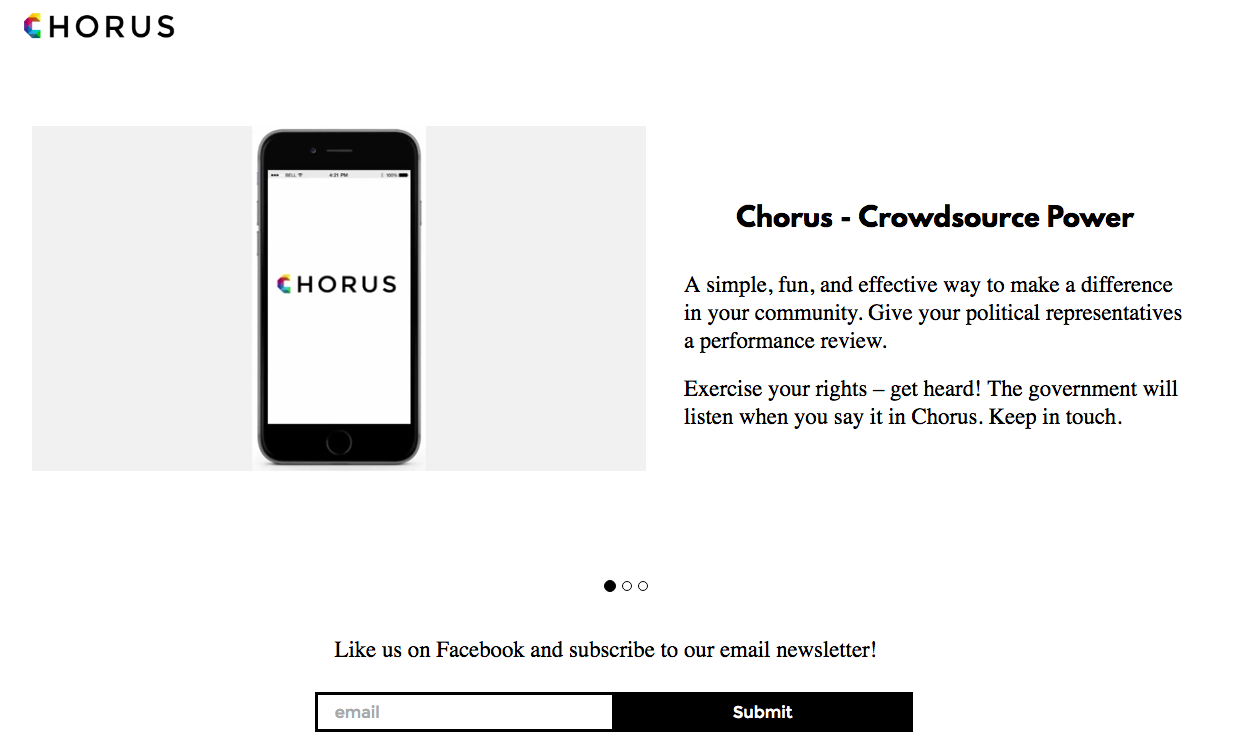 CHORUS
BELL 4:21 PM 100%
CHORUS
Chorus - Crowdsource Power
A simple, fun, and effective way to make a difference
in your community. Give your political representatives
a performance review.
Exercise your rights – get heard! The government will
listen when you say it in Chorus. Keep in touch.
Like us on Facebook and subscribe to our email newsletter!
email
Submit